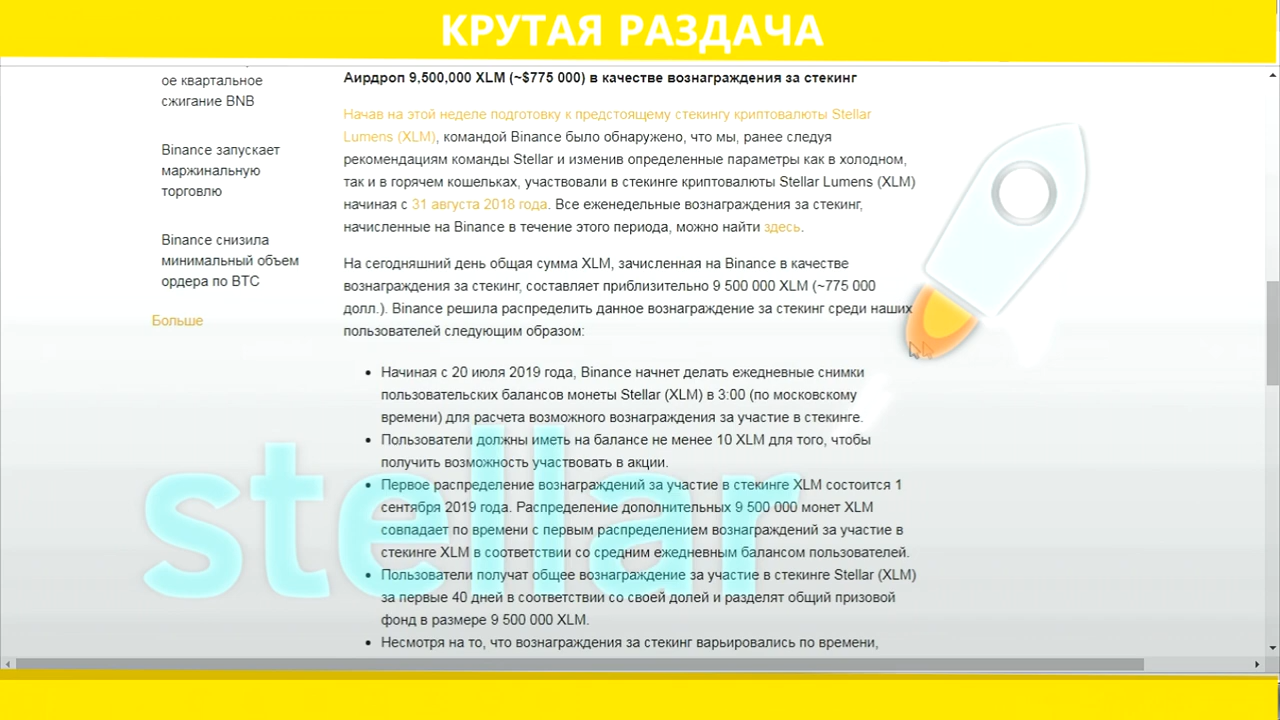 КРУТАЯ РАЗДАЧА
ое квартальное
сжигание BNB
Binance запускает
маржинальную
торговлю
Binance снизила
минимальный объем
ордера по BTC
Больше
Аирдроп 9,500,000 XLM (~$775 000) в качестве вознаграждения за стекинг
Начав на этой неделе подготовку к предстоящему стекингу криптовалюты Stellar
Lumens (XLM), командой Binance было обнаружено, что мы, ранее следуя
рекомендациям команды Stellar и изменив определенные параметры как в холодном,
так и в горячем кошельках, участвовали в стекинге криптовалюты Stellar Lumens (XLM)
начиная с 31 августа 2018 года. Все еженедельные вознаграждения за стекинг,
начисленные на Binance в течение этого периода, можно найти здесь.
На сегодняшний день общая сумма XLM, зачисленная на Binance в качестве
вознаграждения за стекинг, составляет приблизительно 9 500 000 XLM (~775 000
долл.). Binance решила распределить данное вознаграждение за стекинг среди наших
пользователей следующим образом:
• Начиная с 20 июля 2019 года, Binance начнет делать ежедневные снимки
пользовательских балансов монеты Stellar (XLM) в 3:00 (по московскому
времени) для расчета возможного вознаграждения за участие в стекинге.
• Пользователи должны иметь на балансе не менее 10 XLM для того, чтобы
получить возможность участвовать в акции.
• Первое распределение вознаграждений за участие в стекинге XLM состоится 1
сентября 2019 года. Распределение дополнительных 9 500 000 монет XLM
совпадает по времени с первым распределением вознаграждений за участие в
стекинге XLM в соответствии со средним ежедневным балансом пользователей.
• Пользователи получат общее вознаграждение за участие в стекинге Stellar (XLM)
за первые 40 дней в соответствии со своей долей и разделят общий призовой
фонд в размере 9 500 000 XLM.
• Несмотря на то, что вознаграждения за стекинг варьировались по времени,
stellar